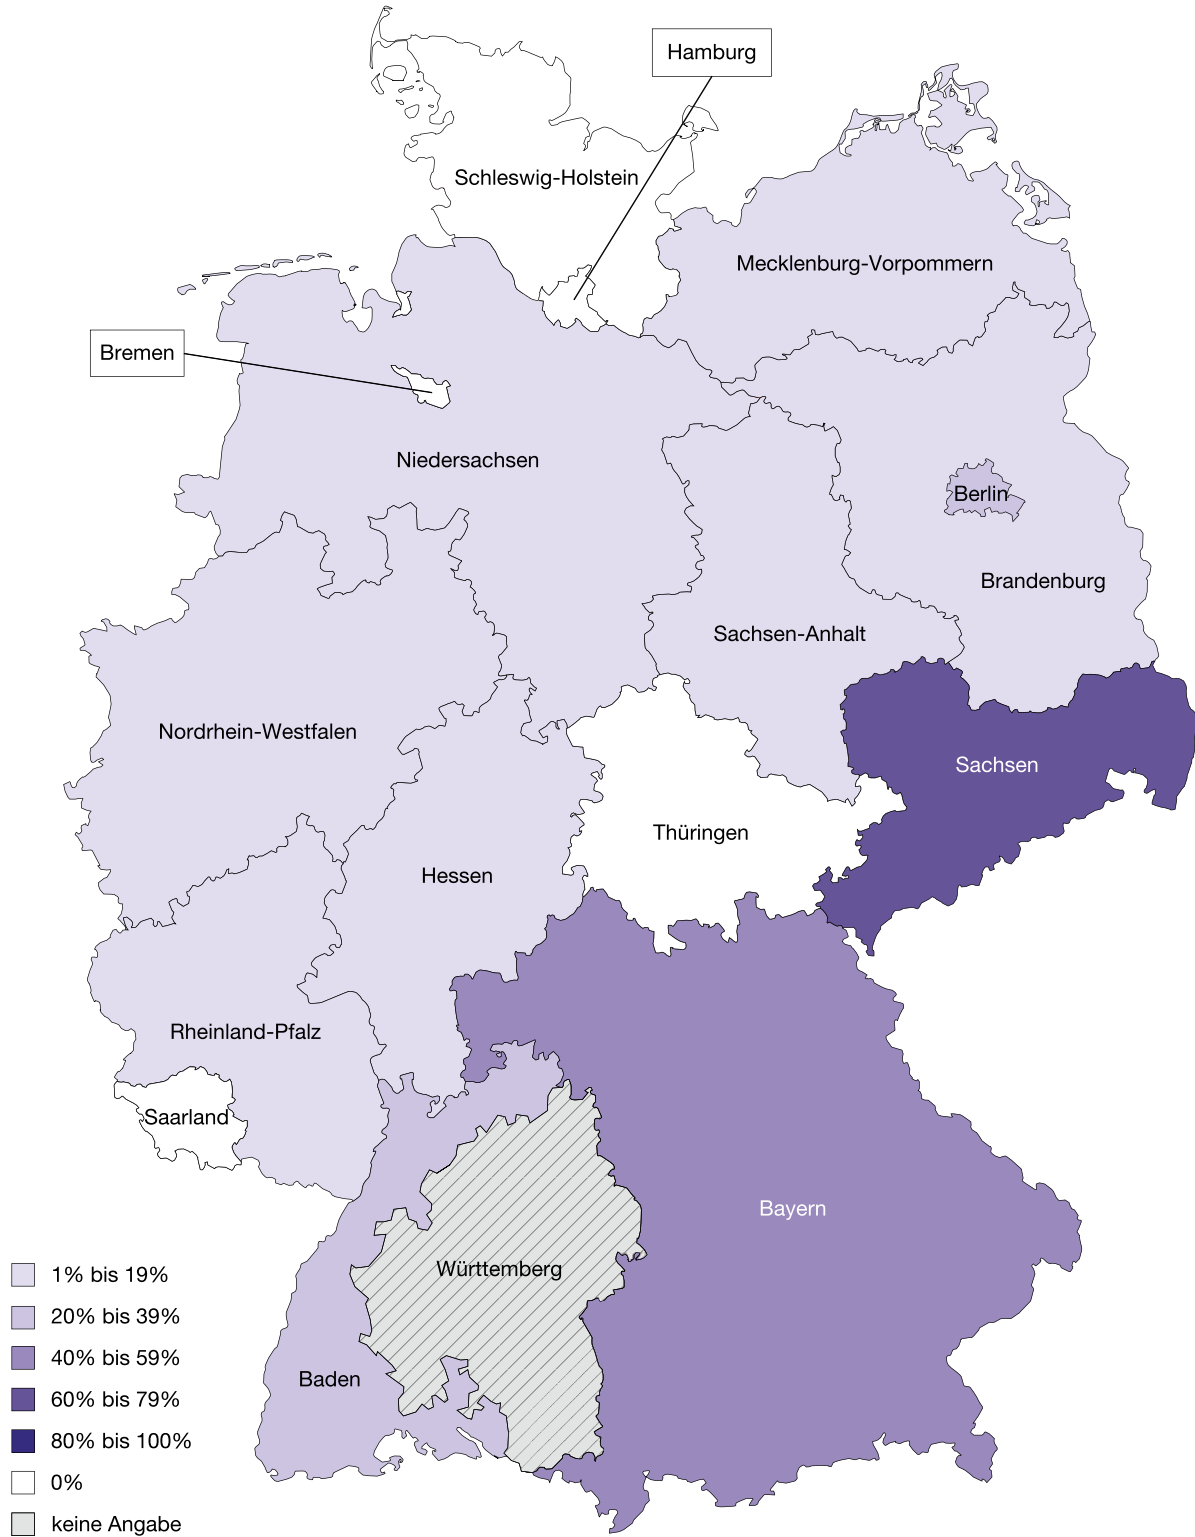 Hamburg
Schleswig-Holstein
Mecklenburg-Vorpommern
Bremen
Niedersachsen
Berlin
Brandenburg
Sachsen-Anhalt
Nordrhein-Westfalen
Sachsen
Thüringen
Hessen
Rheinland-Pfalz
Saarland
Bayern
Württemberg
Baden
1% bis 19%
20% bis 39%
40% bis 59%
60% bis 79%
80% bis 100%
0%
keine Angabe